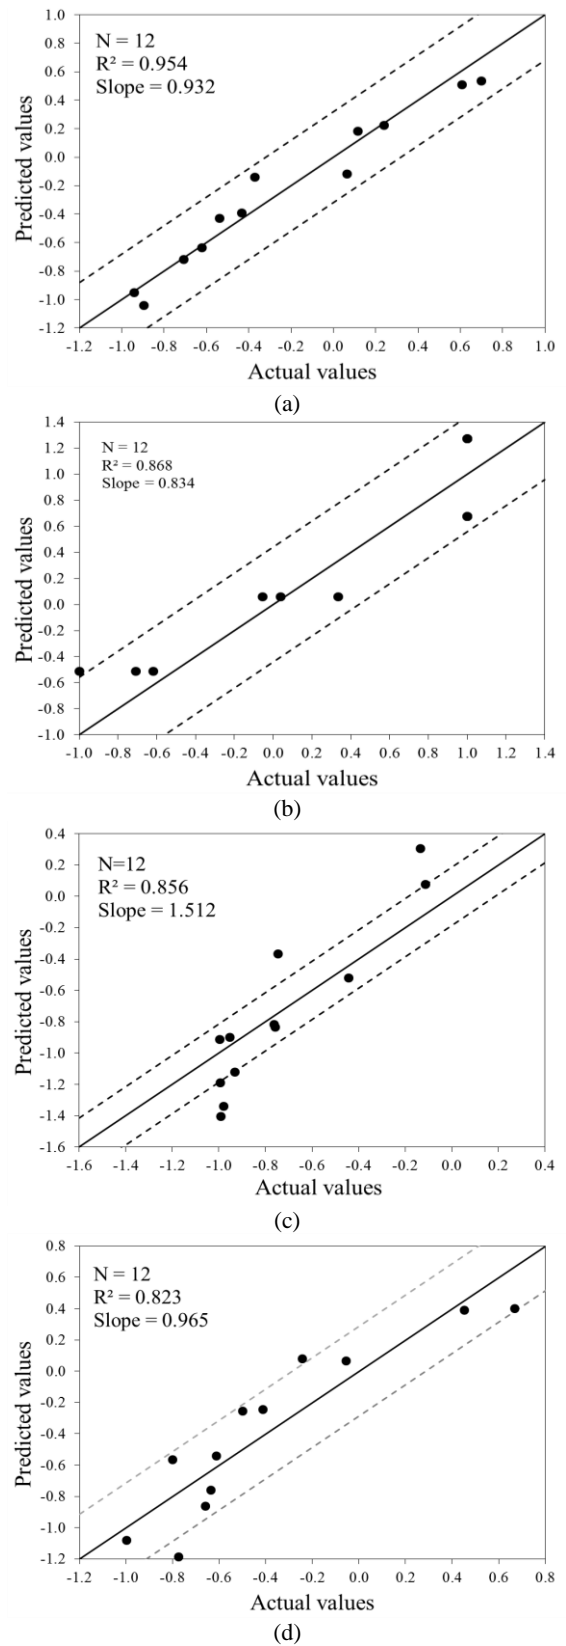 1.0
0.8
0.6
0.4
0.2
0.0
-0.2
-0.4
-0.6
-0.8
-1.0
-1.2
Predicted values
N = 12
R² = 0.954
Slope = 0.932
-1.2 -1.0 -0.8 -0.6 -0.4 -0.2 0.0 0.2 0.4 0.6 0.8 1.0
Actual values
(a)
1.4
1.2
1.0
0.8
0.6
0.4
0.2
0.0
-0.2
-0.4
-0.6
-0.8
-1.0
Predicted values
N = 12
R² = 0.868
Slope = 0.834
-1.0 -0.8 -0.6 -0.4 -0.2 0.0 0.2 0.4 0.6 0.8 1.0 1.2 1.4
Actual values
(b)
0.4
0.2
0.0
-0.2
-0.4
-0.6
-0.8
-1.0
-1.2
-1.4
-1.6
Predicted values
N=12
R² = 0.856
Slope = 1.512
-1.6 -1.4 -1.2 -1.0 -0.8 -0.6 -0.4 -0.2 0.0 0.2 0.4
Actual values
(c)
0.8
0.6
0.4
0.2
0.0
-0.2
-0.4
-0.6
-0.8
-1.0
-1.2
Predicted values
N = 12
R² = 0.823
Slope = 0.965
-1.2 -1.0 -0.8 -0.6 -0.4 -0.2 0.0 0.2 0.4 0.6 0.8
Actual values
(d)